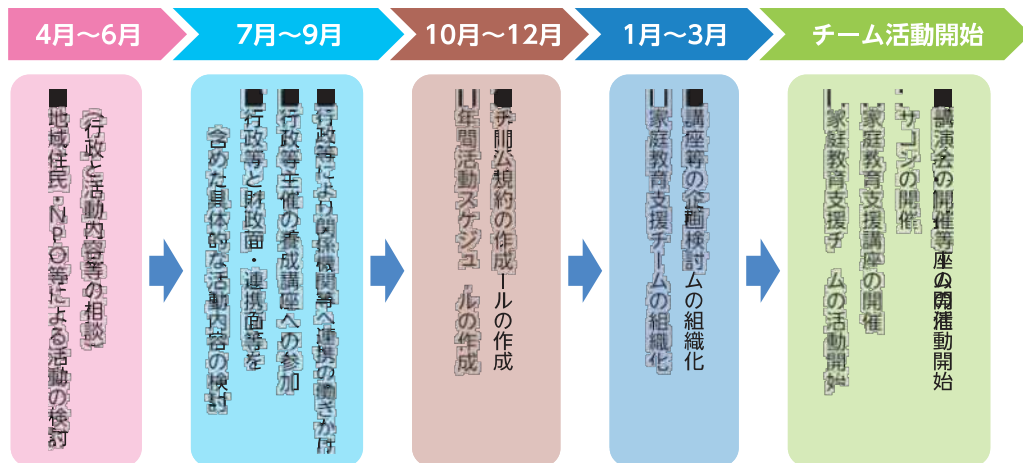 4月～6月
7月～9月
10月～12月
1月～3月
チーム活動開始
（行政と活動内容等の相談）
■地域住民・NPO等による活動の検討
■行政等により関係機関等へ連携の働きかけ
■行政等主催の養成講座への参加
■行政等と財政面・連携面等を
含めた具体的な活動内容の検討
規約の作成ールの作成
年間活動スケジュ ルの作成
■講座等の企画検討ムの組織化
家庭教育支援チームの組織化
■講演会の開催等
サロンの開催
家庭教育支援講座の開催
家庭教育支援チ ムの活動開始